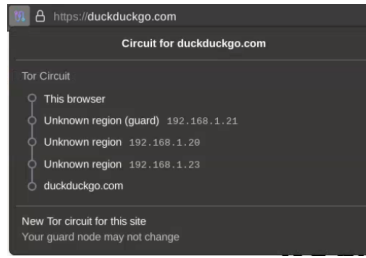 https://duckduckgo.com
Circuit for duckduckgo.com
Tor Circuit
This browser
Unknown region (guard) 192.168.1.21
Unknown region 192.168.1.20
Unknown region 192.168.1.23
duckduckgo.com
New Tor circuit for this site
Your guard node may not change